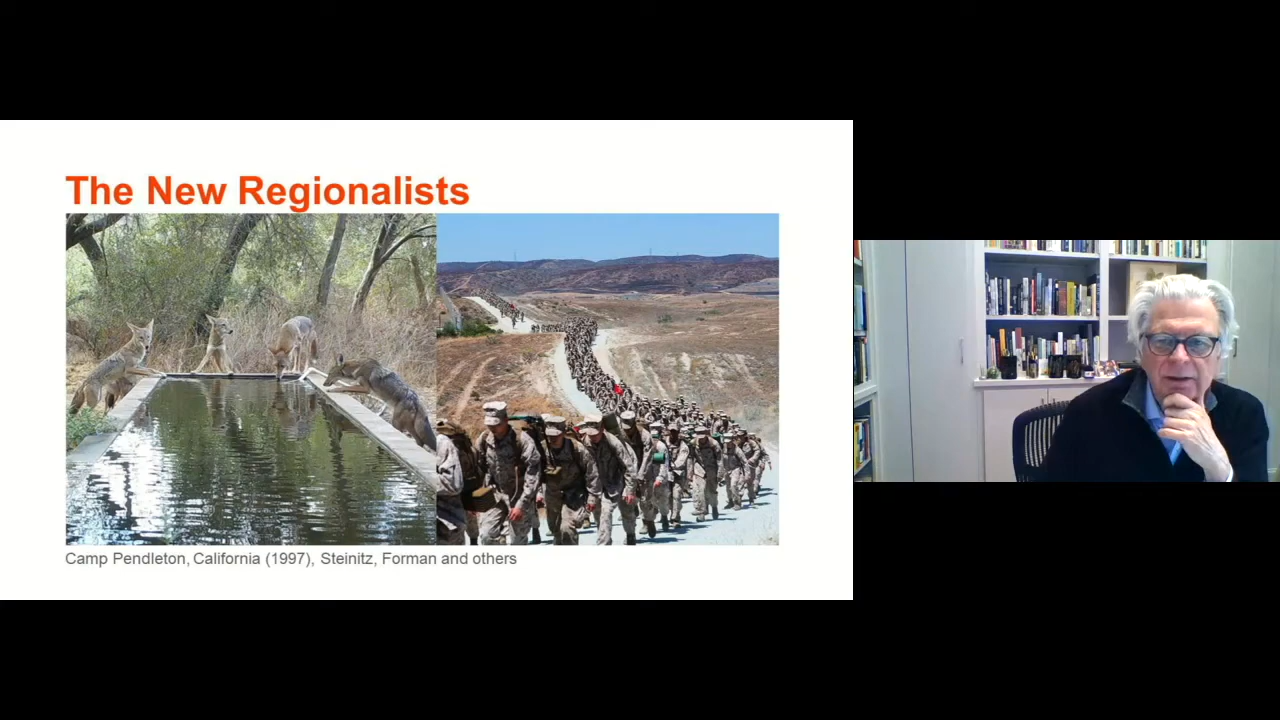 The New Regionalists
Camp Pendleton, California (1997), Steinitz, Forman and others